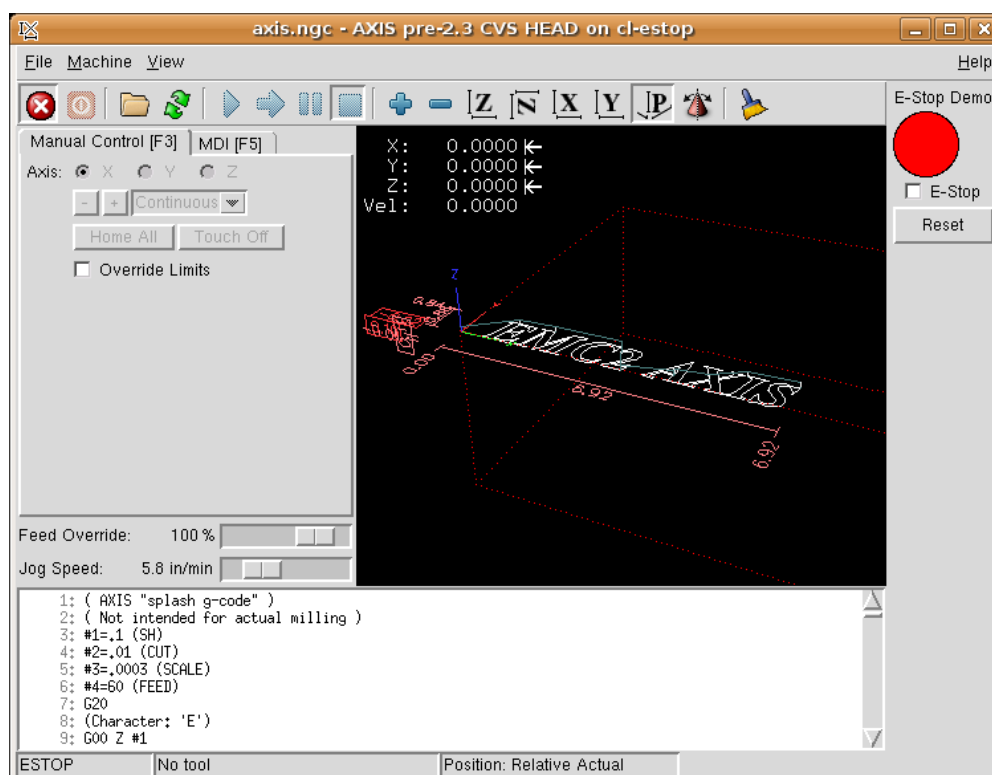 axis.ngc - AXIS pre-2.3 CVS HEAD on cl-estop
File Machine View Help
Z N X Y P
E-Stop Demo
E-Stop
Reset
Manual Control [F3] MDI [F5]
Axis: X Y Z
- + Continuous
Home All Touch Off
Override Limits
X: 0.0000
Y: 0.0000
Z: 0.0000
Vel: 0.0000
Z
EMC2 AXIS
0.00
6.92
6.92
Feed Override: 100 %
Jog Speed: 5.8 in/min
1: ( AXIS "splash g-code" )
2: ( Not intended for actual milling )
3: #1=.1 (SH)
4: #2=.01 (CUT)
5: #3=.0003 (SCALE)
6: #4=60 (FEED)
7: G20
8: (Character: 'E')
9: G00 Z #1
ESTOP No tool Position: Relative Actual